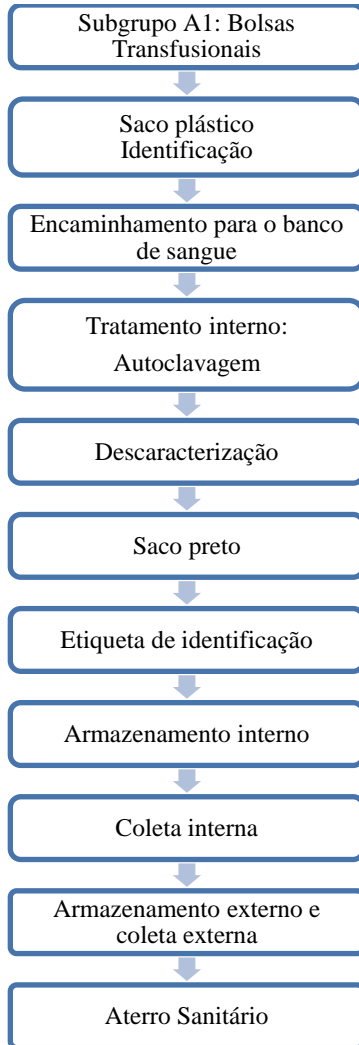 Subgrupo A1: Bolsas
Transfusionais
Saco plástico
Identificação
Encaminhamento para o banco
de sangue
Tratamento interno:
Autoclavagem
Descaracterização
Saco preto
Etiqueta de identificação
Armazenamento interno
Coleta interna
Armazenamento externo e
coleta externa
Aterro Sanitário